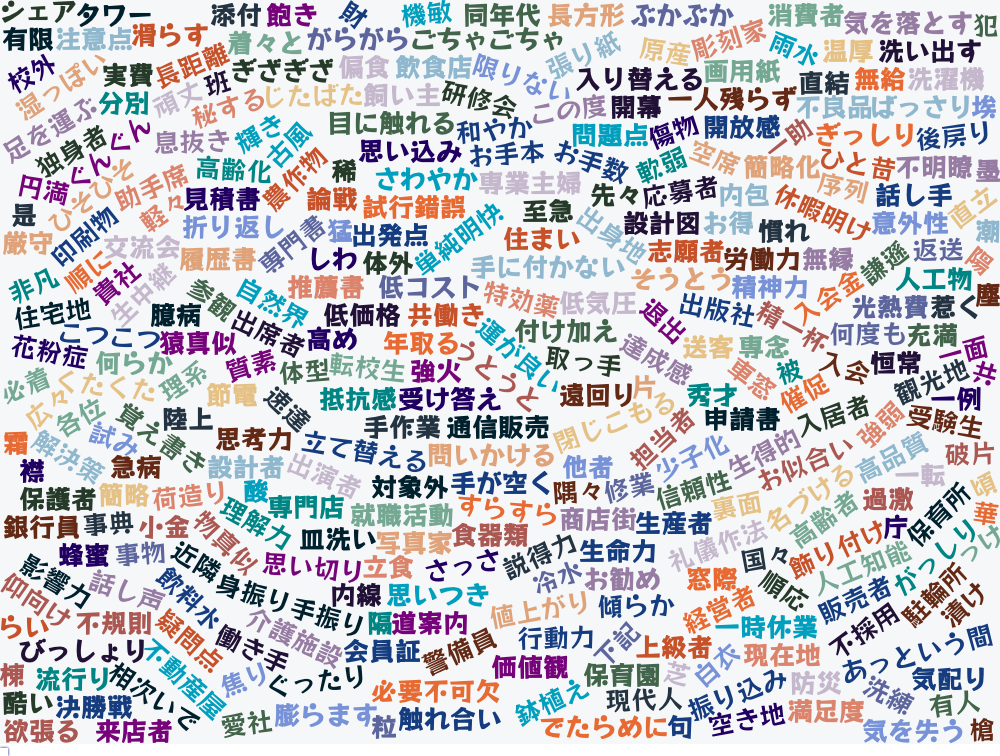 シェアタワー
添付
飽き
財
機敏
同年代
長方形
ぶかぶか
消費者
気を落とす
犯
有限
注意点
滑らす
着々と
がらがら
ごちゃごちゃ
張り紙
原産
彫刻家
雨水
温厚
洗い出す
校外
湿っぽい
実費
長距離
班
ぎざぎざ
偏食
飲食店
限りない
入り替える
画用紙
直結
無給
洗濯機
足を運ぶ
分別
頑丈
秘する
じたばた
飼い主
研修会
この度
開幕
一人残らず
不良品
ばっさり
埃
独身者
ぐんぐん
息抜き
輝き
古風
目に触れる
和やか
問題点
傷物
開放感
一助
ぎっしり
後戻り
円満
ひそひそ
助手席
高齢化
農作物
稀
思い込み
お手本
お手数
軟弱
空席
簡略化
ひと昔
不明瞭
墨
是
印刷物
軽々
見積書
論戦
さわやか
専業主婦
先々
応募者
内包
休暇明け
序列
話し手
直立
厳守
交流会
折り返し
専門書
猛
試行錯誤
出発点
単純明快
至急
出身地
設計図
お得
慣れ
意外性
潮
非凡
順に
貴社
履歴書
しわ
体外
住まい
手に付かない
志願者
労働力
無縁
謙遜
返送
陽
住宅地
生中継
参観
自然界
推薦書
低コスト
特効薬
低気圧
そうとう
精神力
入会金
人工物
塵
臆病
出席者
低価格
共働き
運が良い
付け加え
退出
出版社
精一杯
光熱費
惹く
花粉症
こつこつ
猿真似
高め
年取る
うとうと
取っ手
達成感
送客
専念
何度も
充満
一面
必着
何らか
理系
質素
体型
転校生
強火
遠回り
片
秀才
専惑
被
入会
恒常
共
広々
くたくた
節電
速達
抵抗感
受け答え
催促
観光地
一例
各位
覚え書き
陸上
手作業
通信販売
閉じこもる
担当者
申請書
入居者
強弱
受験生
霜
解決策
試み
思考力
立て替える
問いかける
他者
少子化
生得的
お似合い
高品質
破片
襟
急病
設計者
出演者
対象外
手が空く
隅々
修業
信頼性
裏面
名づける
一転
保護者
簡略
荷造り
酸
専門店
就職活動
すらすら
商店街
生産者
高齢者
過激
保育所
頃
華
銀行員
事典
小金
物真似
理解力
皿洗い
写真家
食器類
説得力
生命力
礼儀作法
国々
飾り付け
庁
がっしり
影響力
蜂蜜
事物
近隣
思い切り
立食
さっさ
冷水
お勧め
窓際
順応
人工知能
仰向け
話し声
飲料水
身振り手振り
内線
思いつき
値上がり
傾らか
経営者
販売者
駐輪所
漬け
らい
不規則
疑問点
働き手
介護施設
隔
道案内
警備員
行動力
下記
一時休業
不採用
びっしょり
不動産屋
会員証
価値観
保育園
上級者
現在地
あっという間
棟
流行り
相次いで
焦り
ぐったり
必要不可欠
鉢植え
芝
白衣
防災
洗練
気配り
酷い
決勝戦
愛社
膨らます
粒
触れ合い
現代人
振り込み
満足度
有人
欲張る
来店者
でたらめに
句
空き地
気を失う
槍